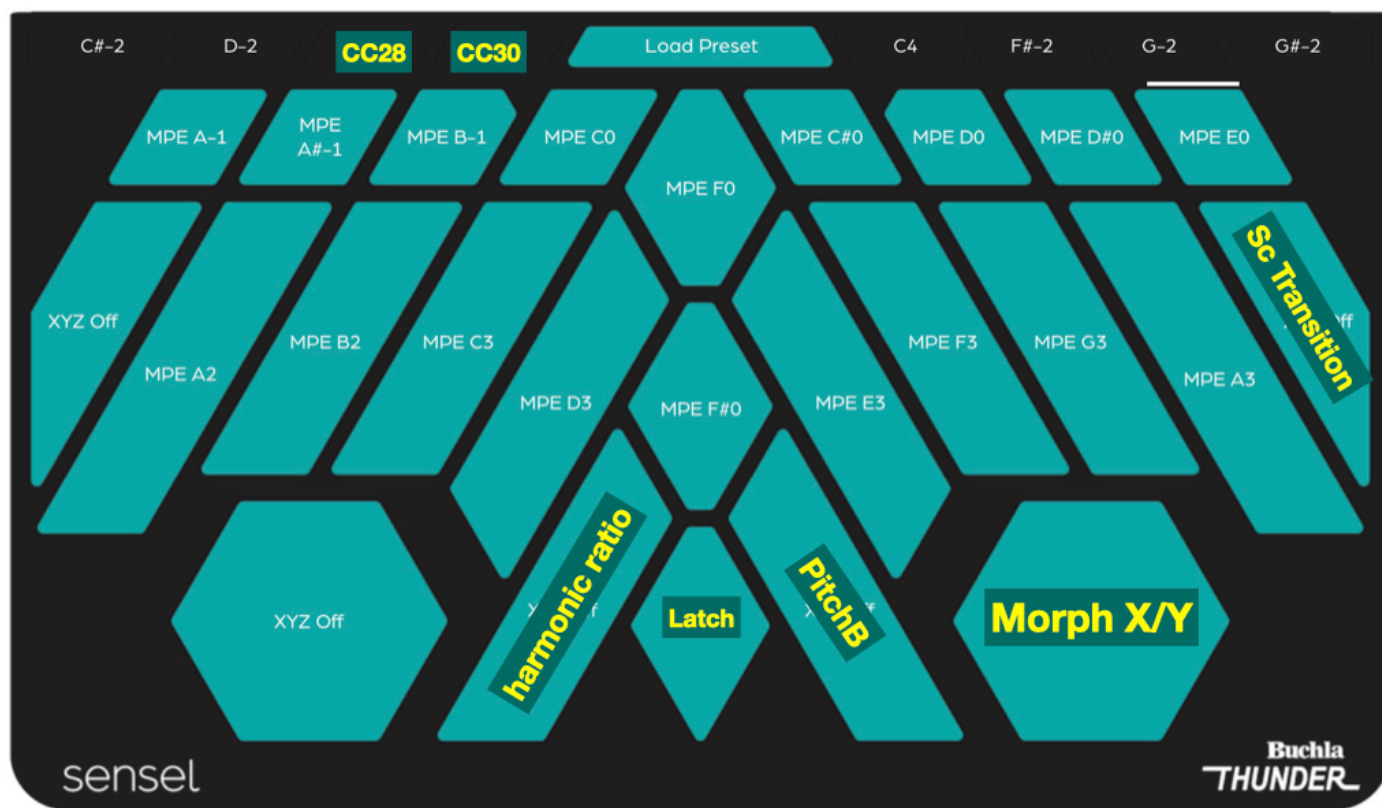 C#-2
D-2
CC28
CC30
Load Preset
C4
F#-2
G-2
G#-2
MPE A-1
MPE
A#-1
MPE B-1
MPE C0
MPE F0
MPE C#0
MPE D0
MPE D#0
MPE E0
XYZ Off
MPE A2
MPE B2
MPE C3
MPE D3
MPE F#0
MPE E3
MPE F3
MPE G3
MPE A3
Sc Transition
XYZ Off
harmonic ratio
Latch
PitchB
Morph X/Y
sensel
Buchla
THUNDER